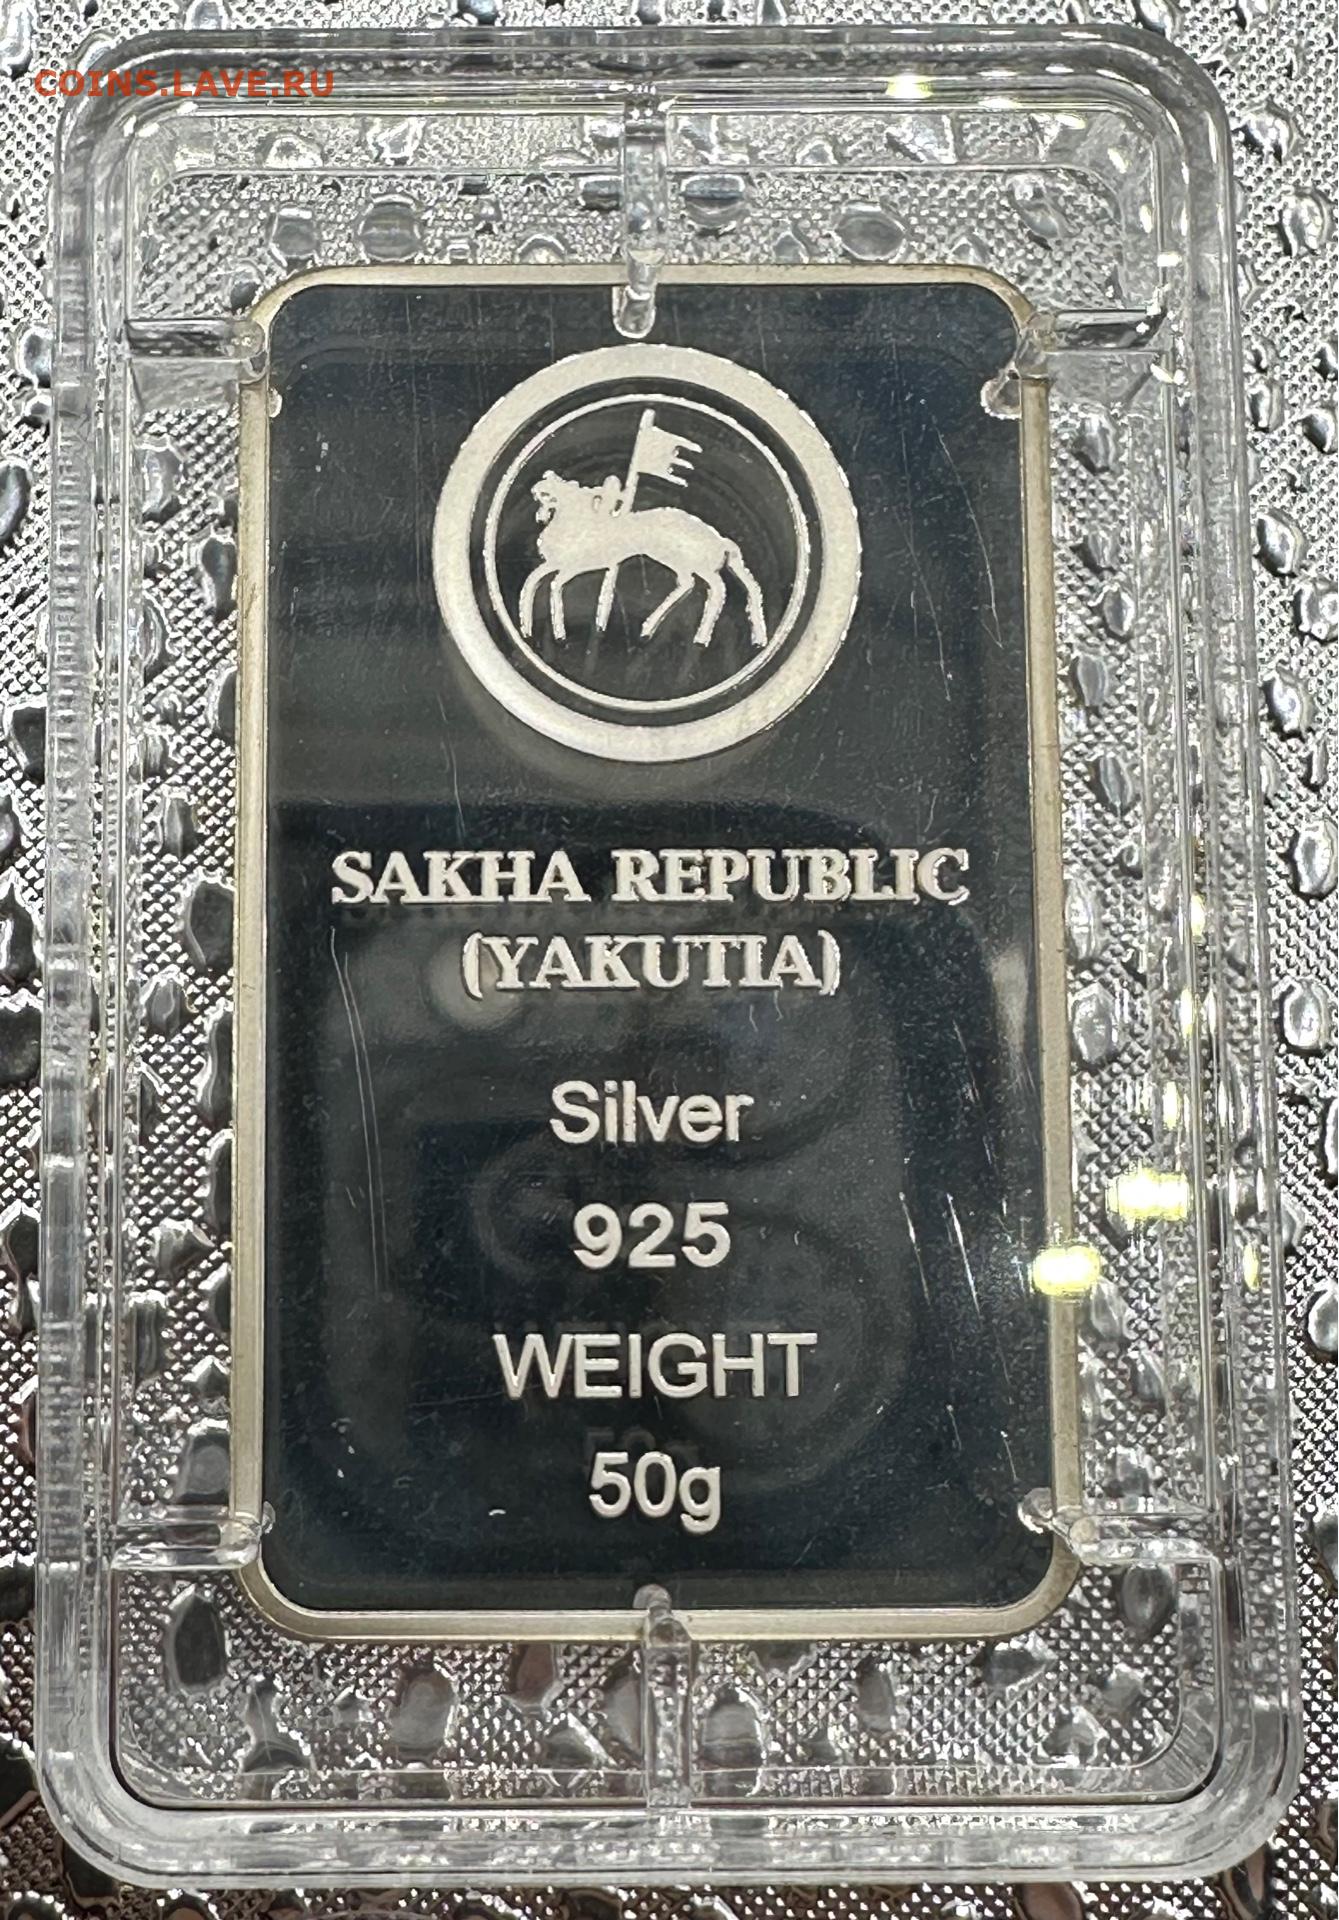 COINS.LAVE.RU
SAKHA REPUBLIC
(YAKUTIA)
Silver
925
WEIGHT
50g